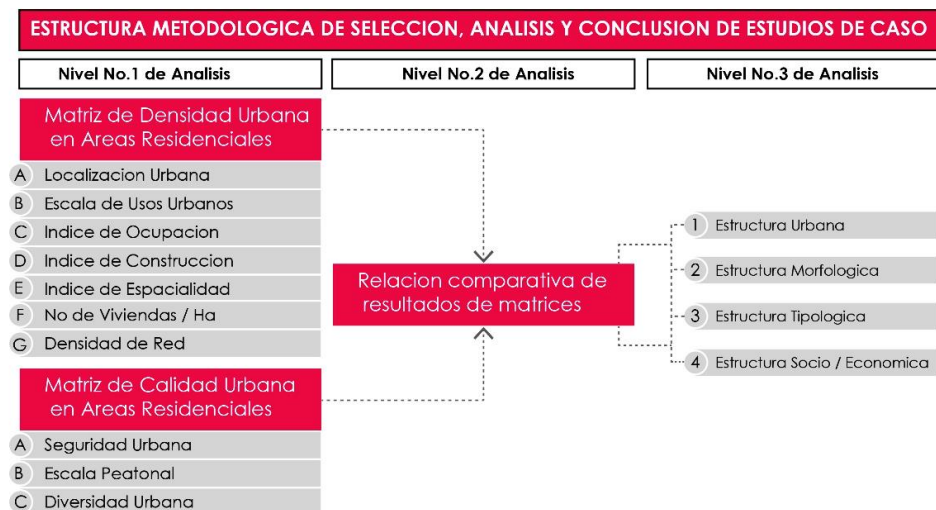 ESTRUCTURA METODOLOGICA DE SELECCION, ANALISIS Y CONCLUSION DE ESTUDIOS DE CASO
Nivel No.1 de Analisis
Nivel No.2 de Analisis
Nivel No.3 de Analisis
Matriz de Densidad Urbana
en Areas Residenciales
A Localizacion Urbana
B Escala de Usos Urbanos
C Indice de Ocupacion
D Indice de Construccion
E Indice de Espacialidad
F No de Viviendas / Ha
G Densidad de Red
Matriz de Calidad Urbana
en Areas Residenciales
A Seguridad Urbana
B Escala Peatonal
C Diversidad Urbana
Relacion comparativa de
resultados de matrices
1 Estructura Urbana
2 Estructura Morfologica
3 Estructura Tipologica
4 Estructura Socio / Economica